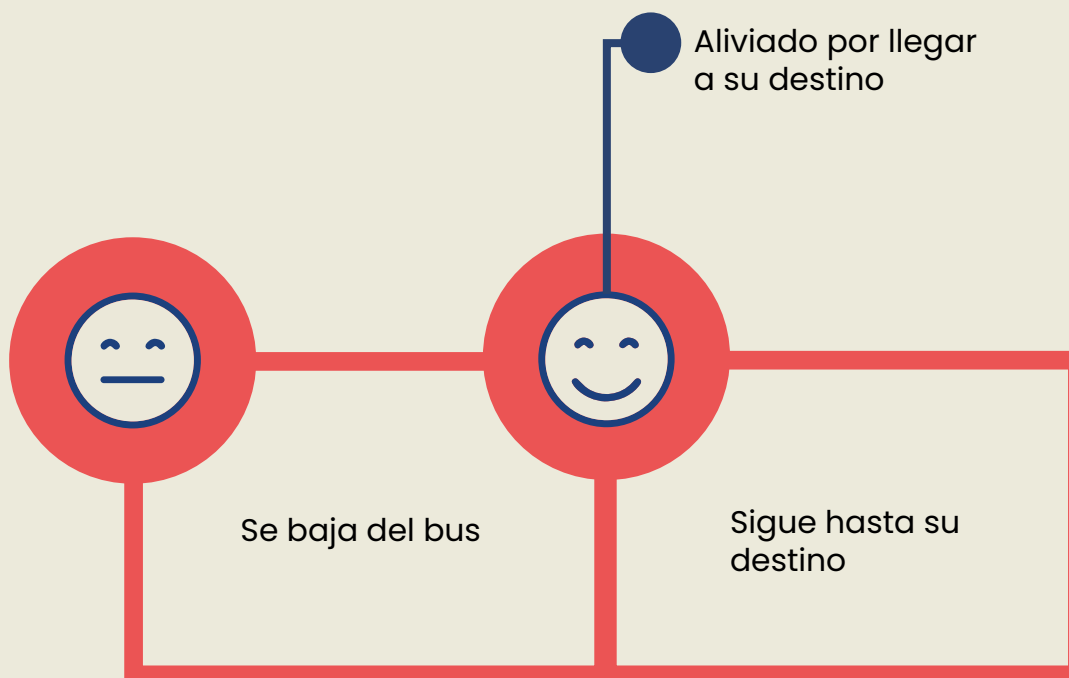 Aliviado por llegar
a su destino
Se baja del bus
Sigue hasta su
destino